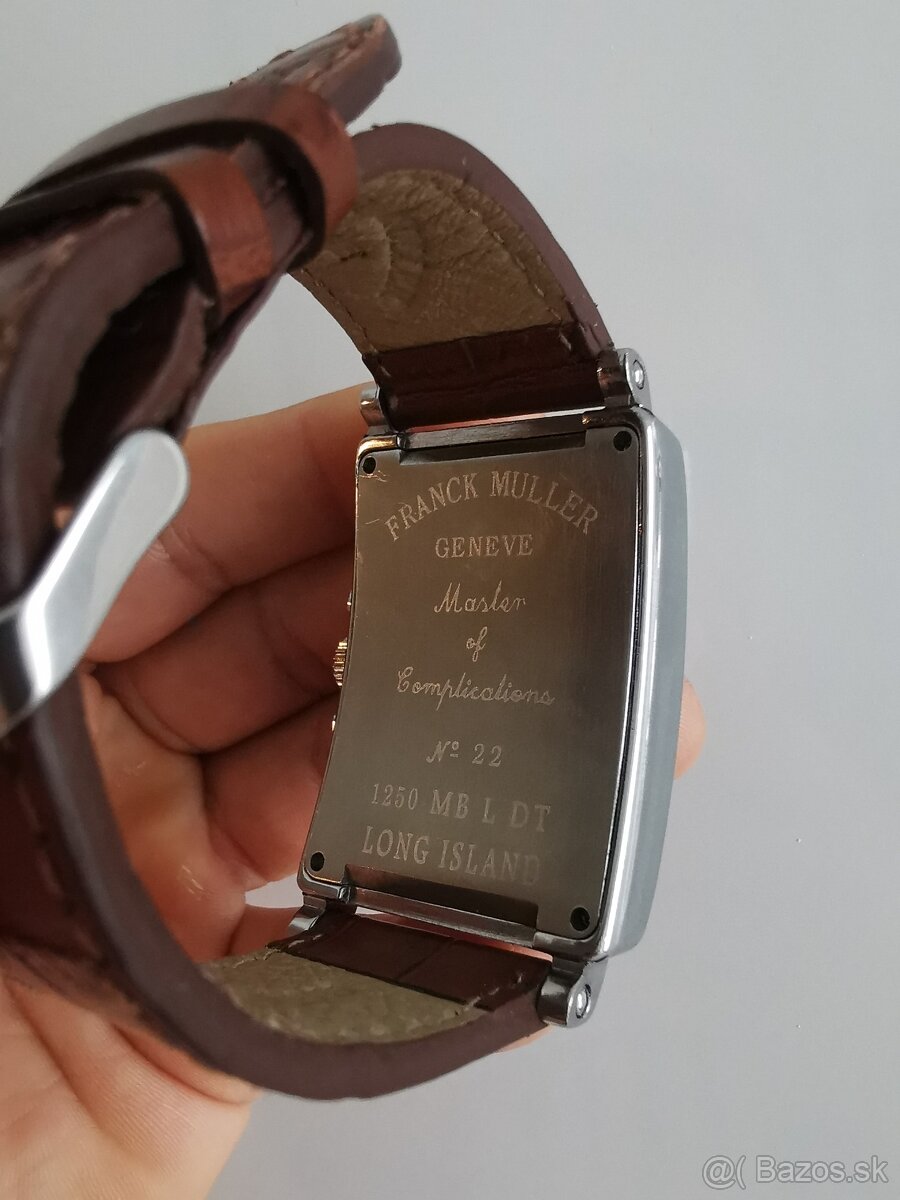 FRANCK MULLER
GENEVE
Master
of
Complications
Nº 22
1250 MB L DT
LONG ISLAND
@( Bazos.sk